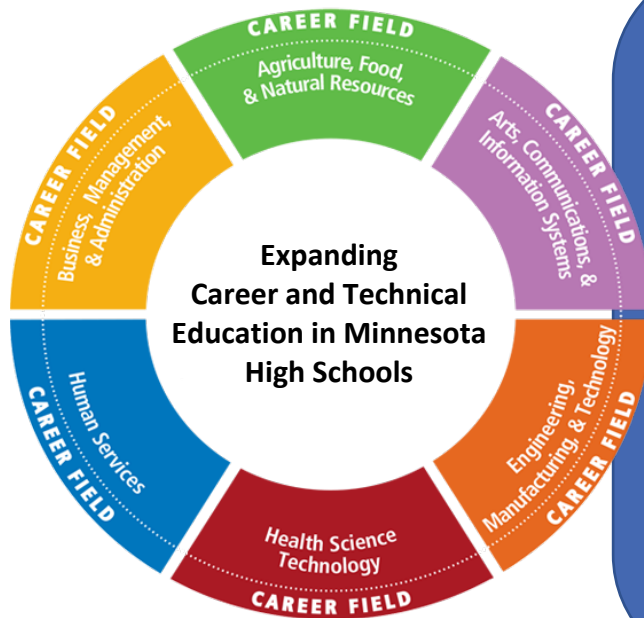 CAREER FIELD
Agriculture, Food,
& Natural Resources
CAREER FIELD
Arts, Communications, &
Information Systems
CAREER FIELD
Engineering,
Manufacturing, & Technology
CAREER FIELD
Health Science
Technology
CAREER FIELD
Human Services
CAREER FIELD
Business, Management,
& Administration
Expanding
Career and Technical
Education in Minnesota
High Schools